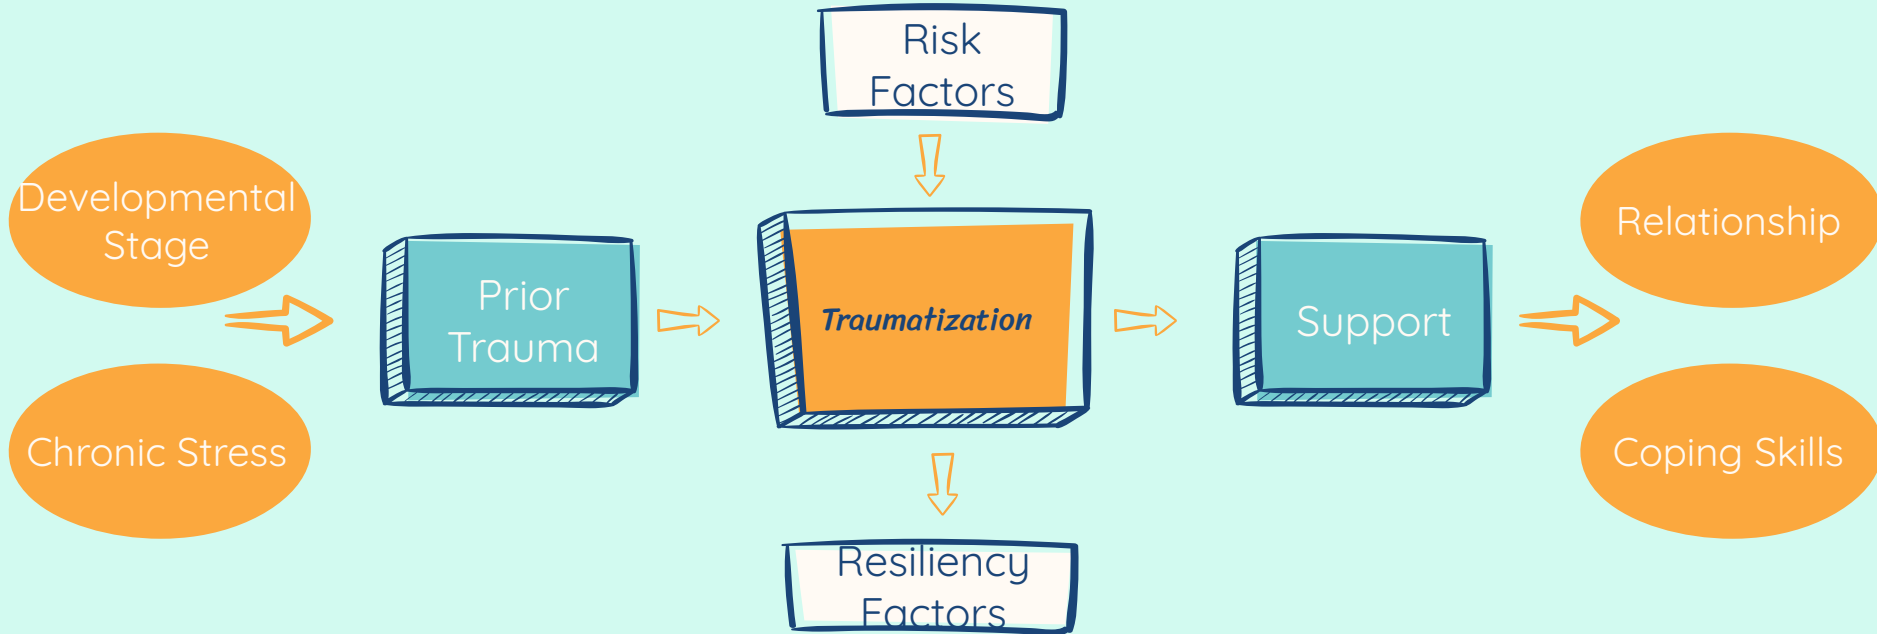 Risk
Factors
Developmental
Stage
Chronic Stress
Prior
Trauma
Traumatization
Support
Relationship
Coping Skills
Resiliency
Factors